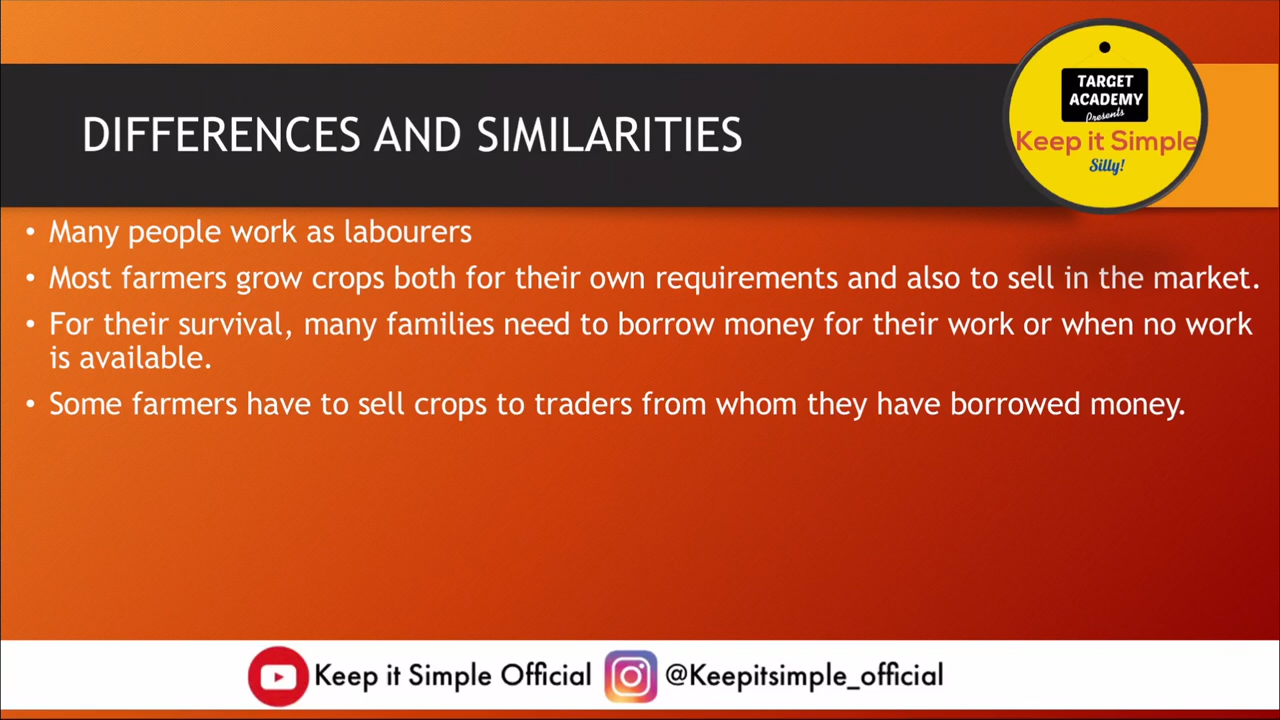 TARGET
ACADEMY
Presents
Keep it Simple
Silly!
DIFFERENCES AND SIMILARITIES
• Many people work as labourers
• Most farmers grow crops both for their own requirements and also to sell in the market.
• For their survival, many families need to borrow money for their work or when no work
is available.
• Some farmers have to sell crops to traders from whom they have borrowed money.
Keep it Simple Official @Keepitsimple_official